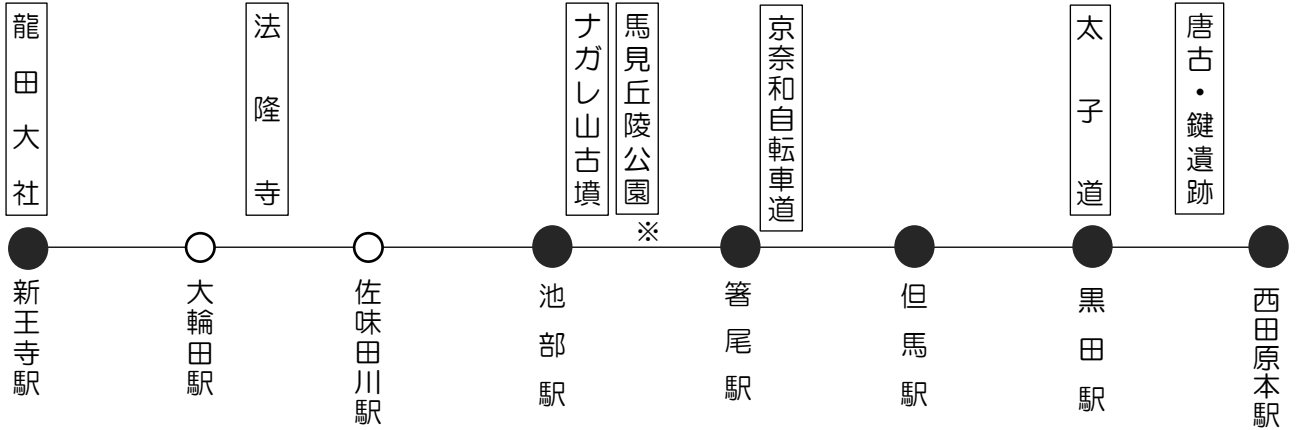 龍田大社
法隆寺
ナガレ山古墳
馬見丘陵公園
※
京奈和自転車道
太子道
唐古・鍵遺跡
新王寺駅
大輪田駅
佐味田川駅
池部駅
箸尾駅
但馬駅
黒田駅
西田原本駅